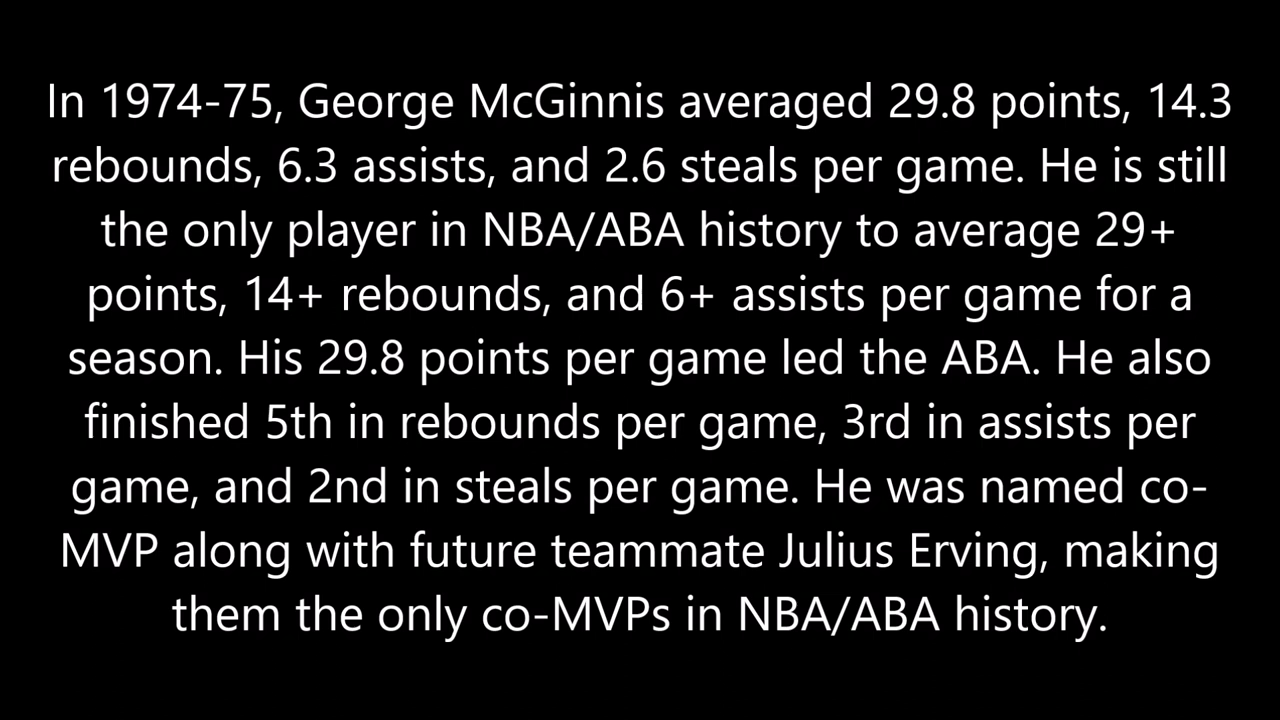 In 1974-75, George McGinnis averaged 29.8 points, 14.3
rebounds, 6.3 assists, and 2.6 steals per game. He is still
the only player in NBA/ABA history to average 29+
points, 14+ rebounds, and 6+ assists per game for a
season. His 29.8 points per game led the ABA. He also
finished 5th in rebounds per game, 3rd in assists per
game, and 2nd in steals per game. He was named co-
MVP along with future teammate Julius Erving, making
them the only co-MVPs in NBA/ABA history.